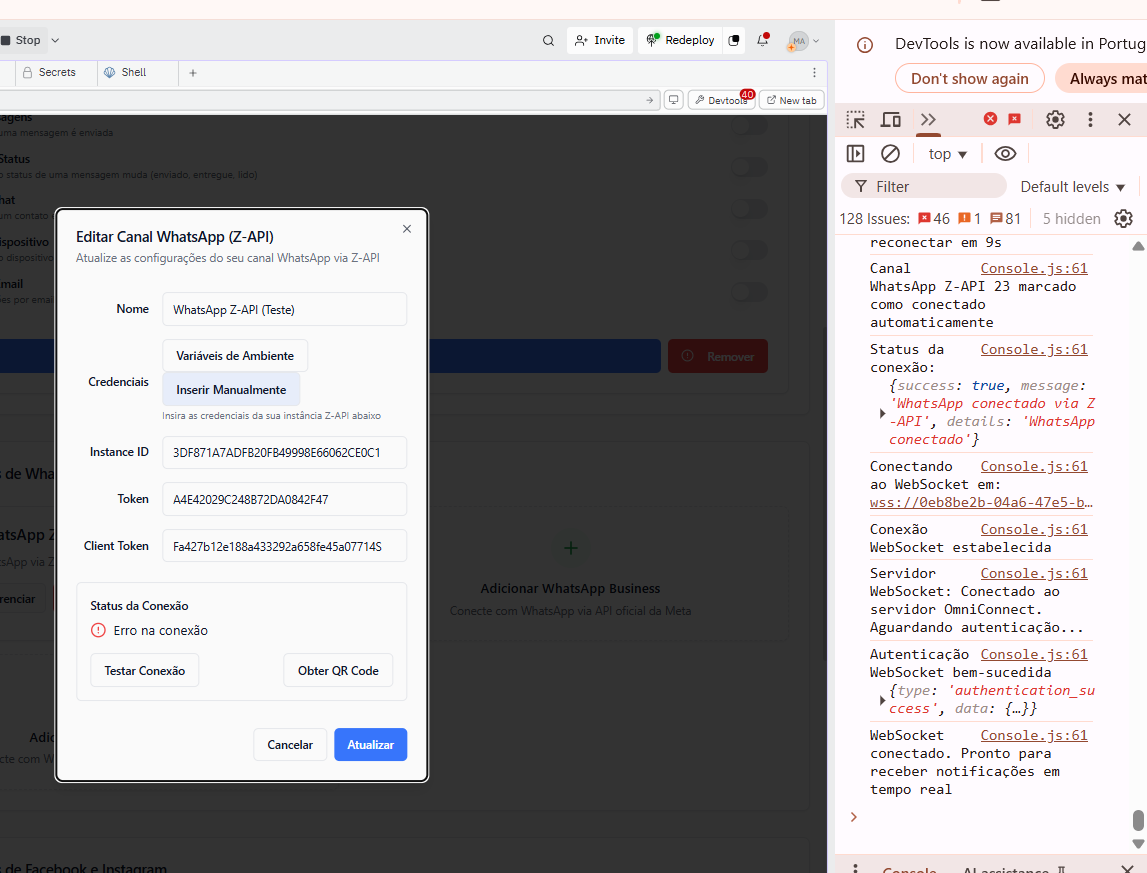 Stop
Invite
Redeploy
MA
Secrets
Shell
Devtools
40
New tab
uma mensagem é enviada
Status
o status de uma mensagem muda (enviado, entregue, lido)
hat
um contato
ispositivo
o dispositivo
mail
ões por email
Remover
s de Wha
atsApp Z
sApp via Z
renciar
Adicionar WhatsApp Business
Conecte com WhatsApp via API oficial da Meta
Adic
cte com W
s de Facebook e Instagram
Editar Canal WhatsApp (Z-API)
Atualize as configurações do seu canal WhatsApp via Z-API
Nome
WhatsApp Z-API (Teste)
Credenciais
Variáveis de Ambiente
Inserir Manualmente
Insira as credenciais da sua instância Z-API abaixo
Instance ID
3DF871A7ADFB20FB49998E66062CE0C1
Token
A4E42029C248B72DA0842F47
Client Token
Fa427b12e188a433292a658fe45a07714S
Status da Conexão
Erro na conexão
Testar Conexão
Obter QR Code
Cancelar
Atualizar
DevTools is now available in Portug
Don't show again
Always mat
top
Filter
Default levels
128 Issues: 46 1 81 5 hidden
reconectar em 9s
Canal Console.js:61
WhatsApp Z-API 23 marcado
como conectado
automaticamente
Status da Console.js:61
conexão:
{success: true, message:
'WhatsApp conectado via Z
-API', details: 'WhatsApp
conectado'}
Conectando Console.js:61
ao WebSocket em:
wss://0eb8be2b-04a6-47e5-b…
Conexão Console.js:61
WebSocket estabelecida
Servidor Console.js:61
WebSocket: Conectado ao
servidor OmniConnect.
Aguardando autenticação...
Autenticação Console.js:61
WebSocket bem-sucedida
{type: 'authentication_su
ccess', data: {…}}
WebSocket Console.js:61
conectado. Pronto para
receber notificações em
tempo real
Console
AI assistance